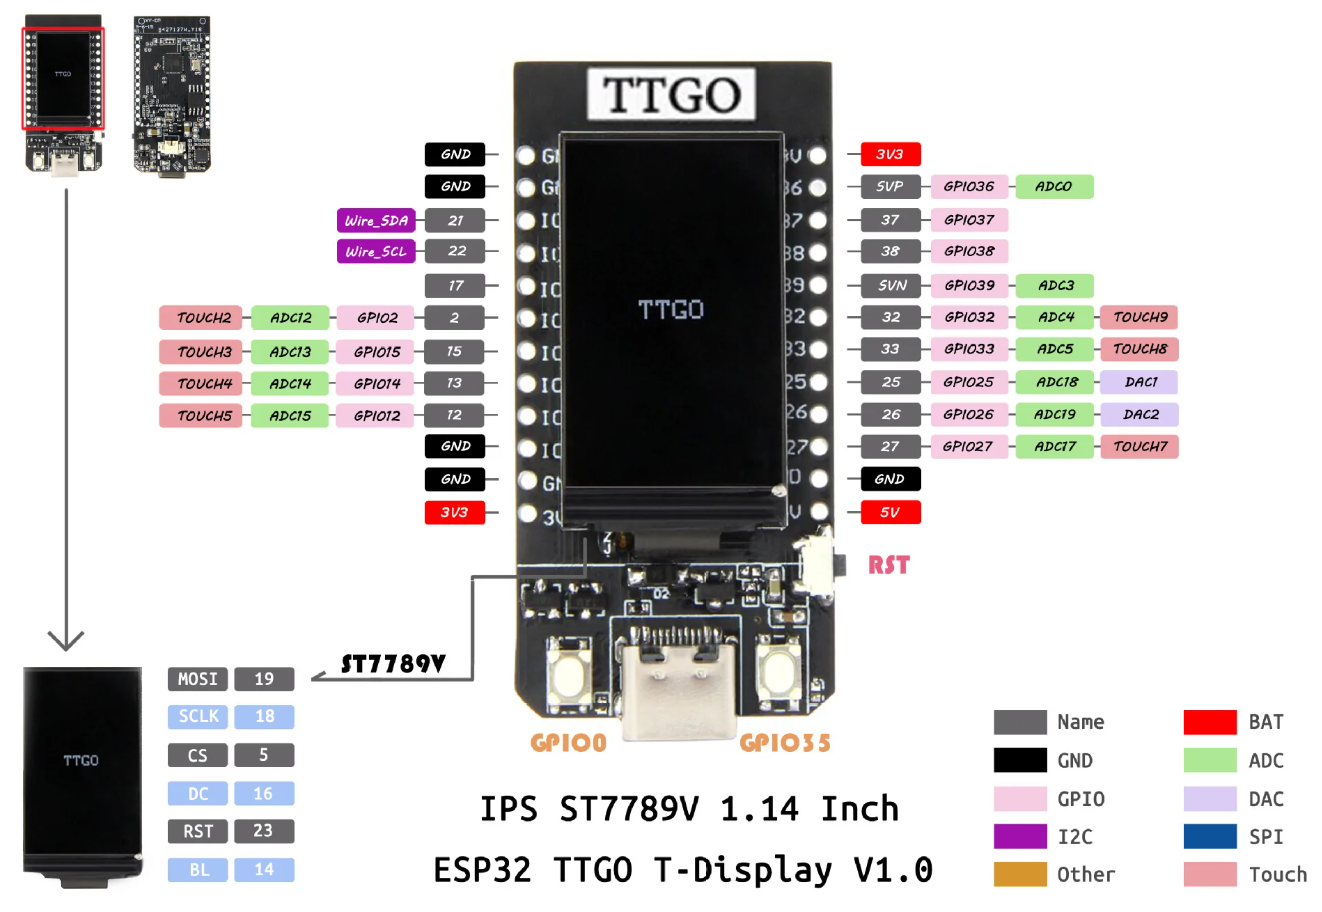 TTGO
TTGO
GND
GND
Wire_SDA 21
Wire_SCL 22
17
TOUCH2 ADC12 GPIO2 2
TOUCH3 ADC13 GPIO15 15
TOUCH4 ADC14 GPIO14 13
TOUCH5 ADC15 GPIO12 12
GND
GND
3V3
TTGO
3V3
SVP GPIO36 ADC0
37 GPIO37
38 GPIO38
SVN GPIO39 ADC3
32 GPIO32 ADC4 TOUCH9
33 GPIO33 ADC5 TOUCH8
25 GPIO25 ADC18 DAC1
26 GPIO26 ADC19 DAC2
27 GPIO27 ADC17 TOUCH7
GND
5V
RST
ST7789V
GPIO0
GPIO35
TTGO
MOSI 19
SCLK 18
CS 5
DC 16
RST 23
BL 14
IPS ST7789V 1.14 Inch
ESP32 TTGO T-Display V1.0
Name BAT
GND ADC
GPIO DAC
I2C SPI
Other Touch